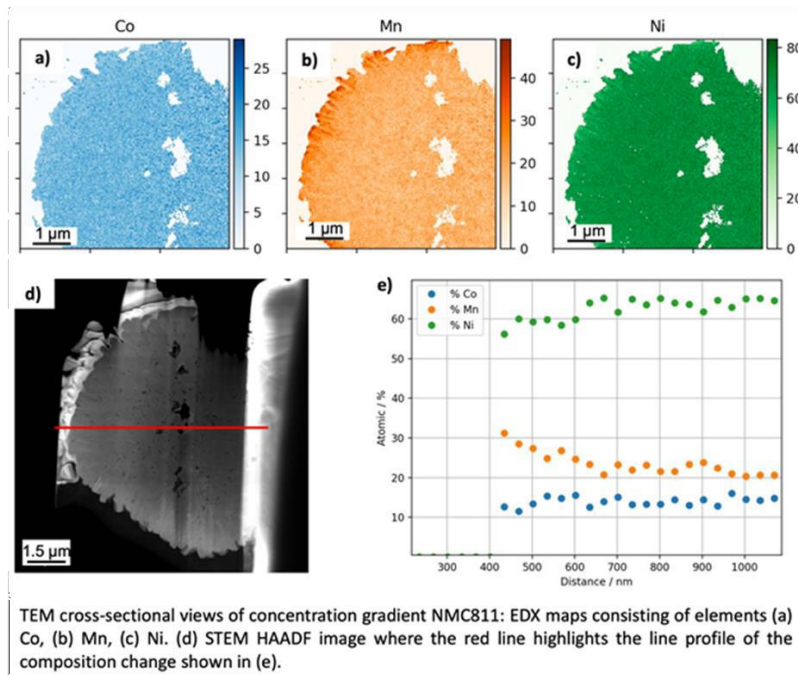 Co
Mn
Ni
a)
b)
c)
25
20
15
10
5
0
40
30
20
10
0
80
60
40
20
0
1 µm
1 µm
1 µm
d)
1.5 µm
e)
% Co
% Mn
% Ni
Atomic / %
60
50
40
30
20
10
300
400
500
600
700
800
900
1000
Distance / nm
TEM cross-sectional views of concentration gradient NMC811: EDX maps consisting of elements (a)
Co, (b) Mn, (c) Ni. (d) STEM HAADF image where the red line highlights the line profile of the
composition change shown in (e).